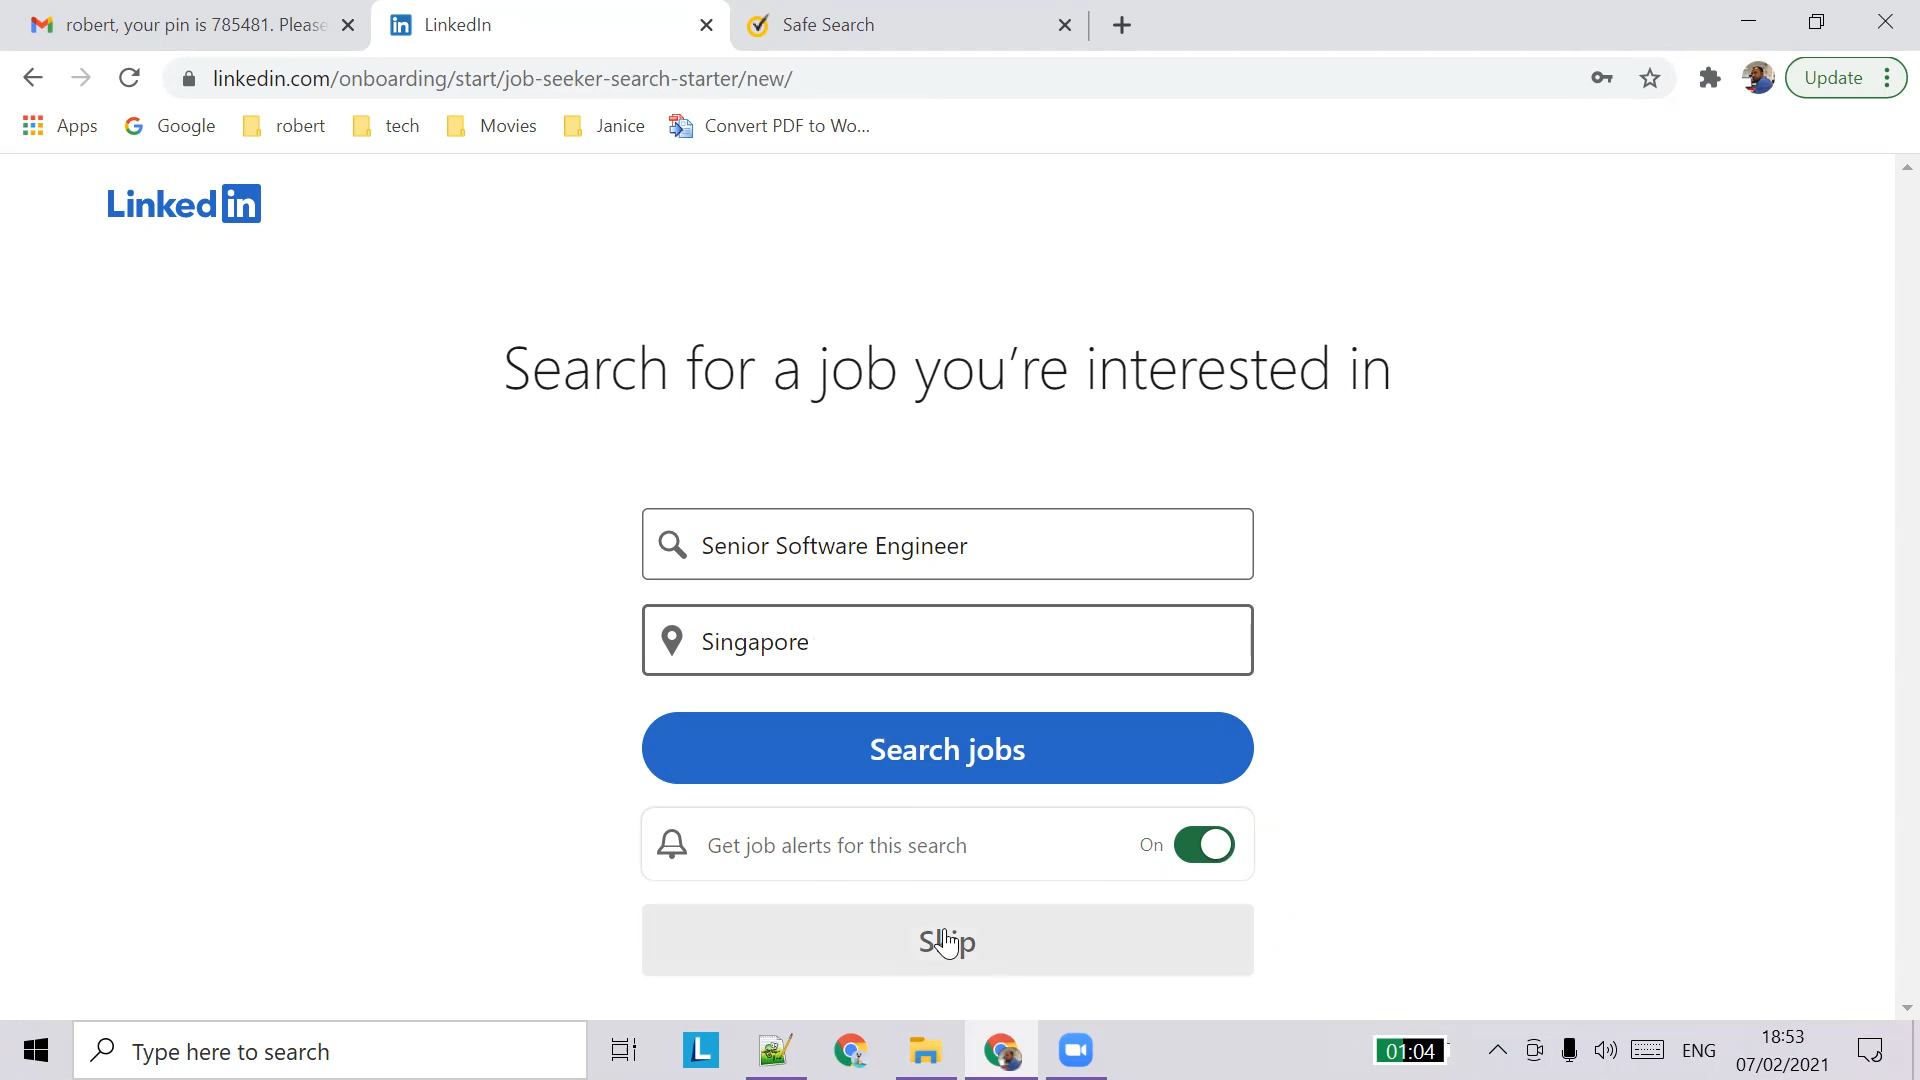 robert, your pin is 785481. Please
LinkedIn
Safe Search
linkedin.com/onboarding/start/job-seeker-search-starter/new/
Update
Apps
Google
robert
tech
Movies
Janice
Convert PDF to Wo...
Linked in
Search for a job you’re interested in
Senior Software Engineer
Singapore
Search jobs
Get job alerts for this search
On
Skip
Type here to search
L
01:04
ENG
18:53
07/02/2021